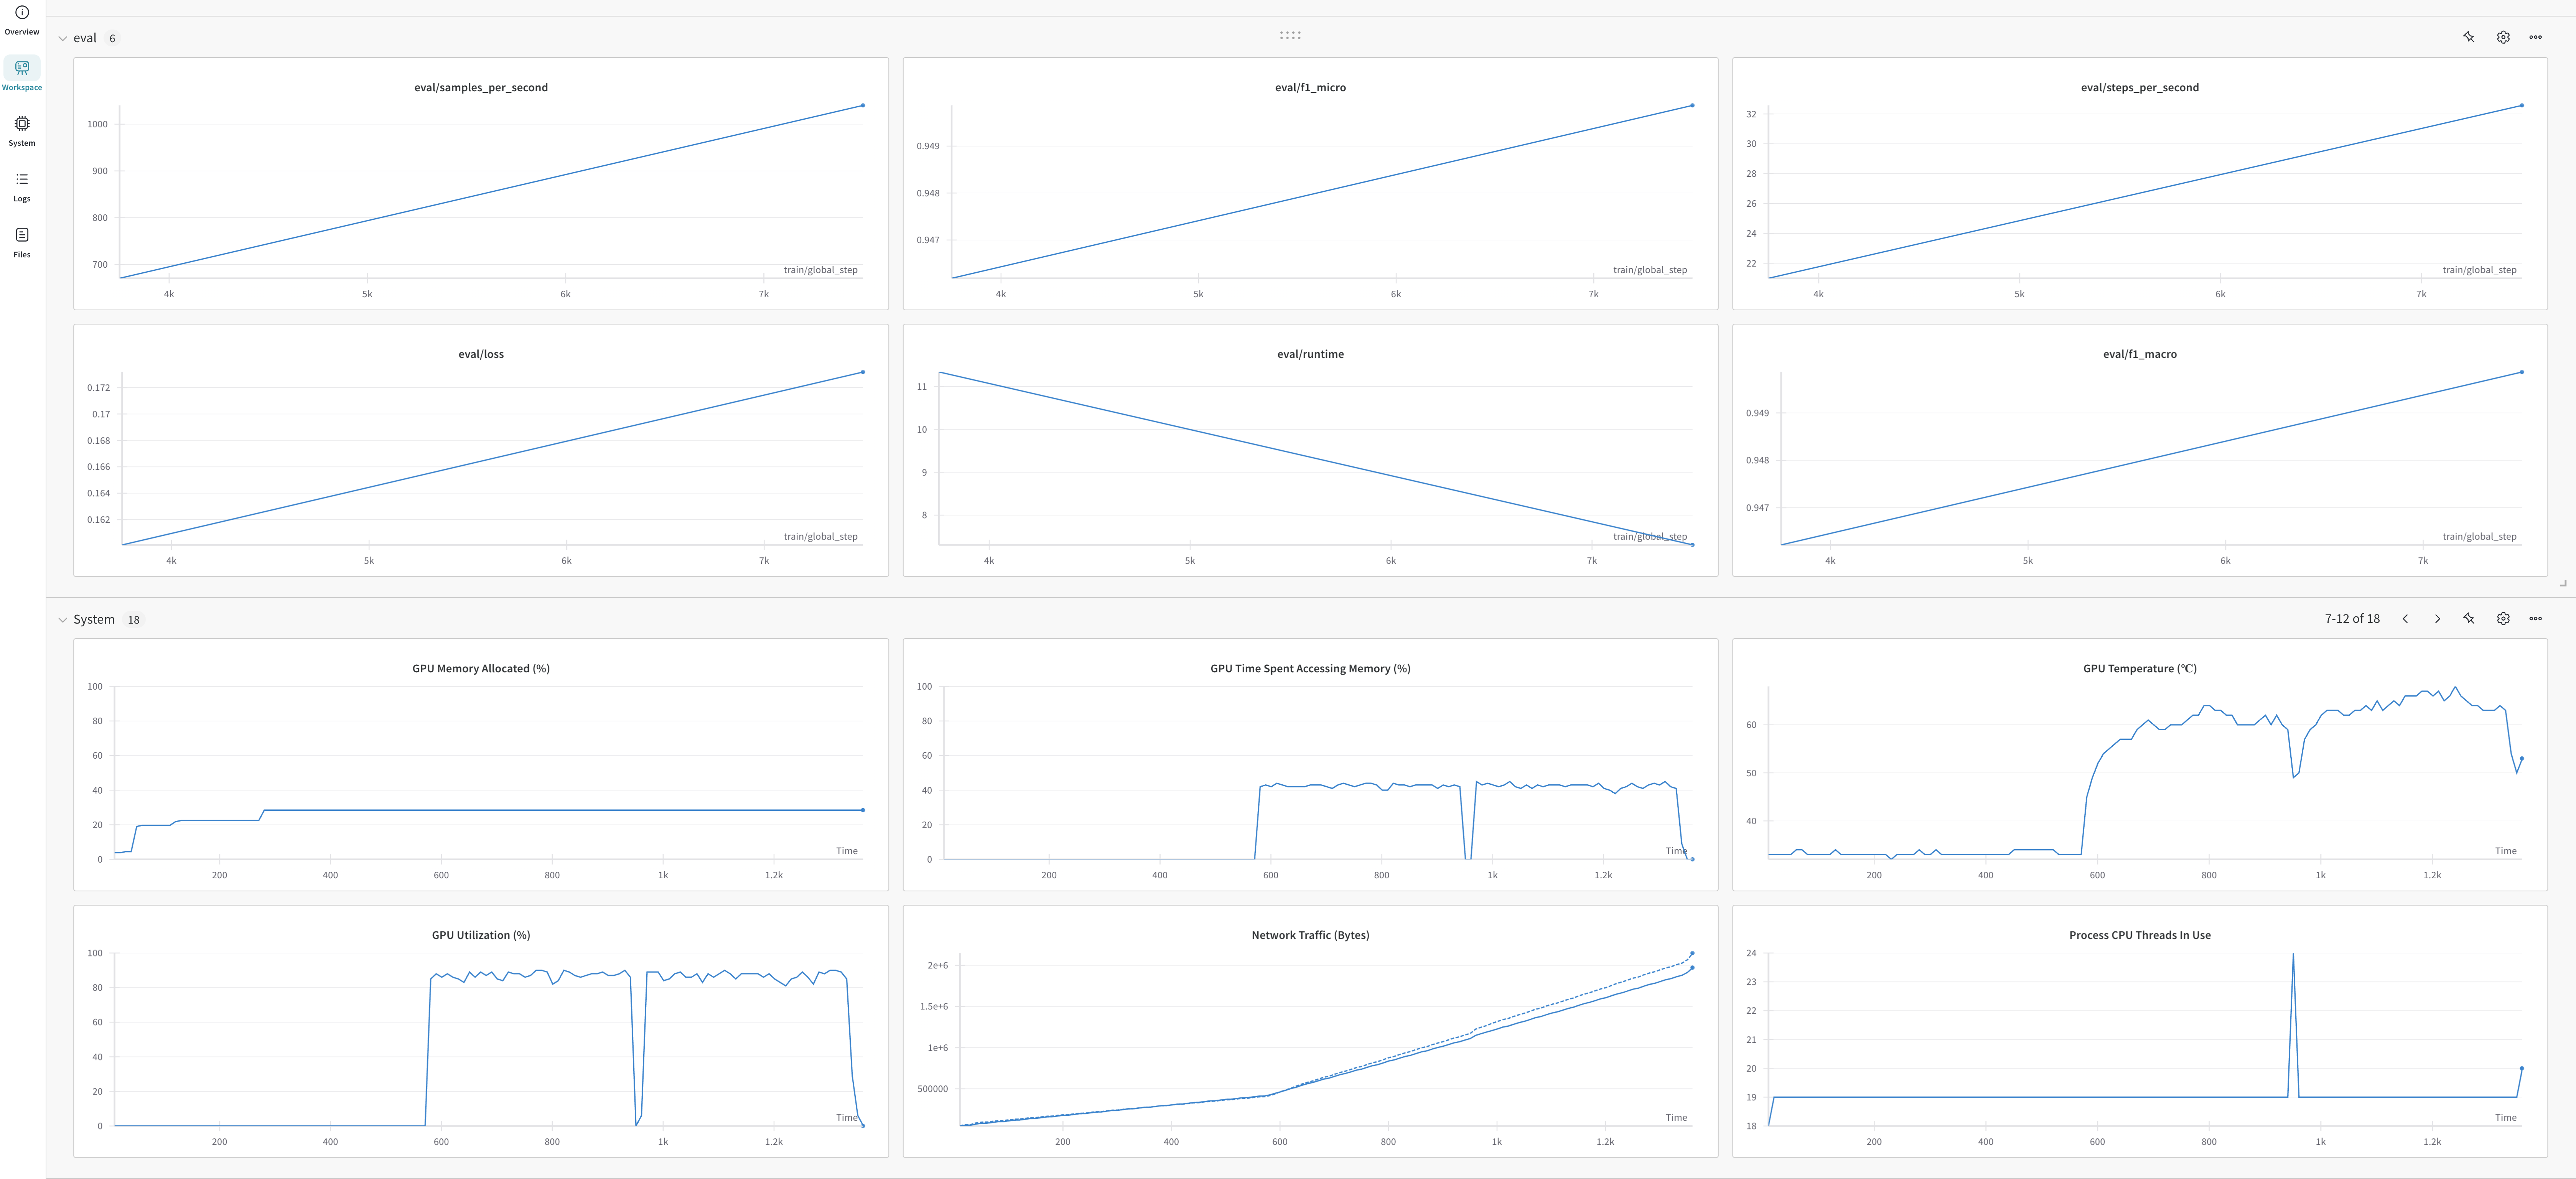 Overview
Workspace
System
Logs
Files
eval 6
eval/samples_per_second
1000
900
800
700
4k
5k
6k
7k
train/global_step
eval/f1_micro
0.949
0.948
0.947
4k
5k
6k
7k
train/global_step
eval/steps_per_second
32
30
28
26
24
22
4k
5k
6k
7k
train/global_step
eval/loss
0.172
0.17
0.168
0.166
0.164
0.162
4k
5k
6k
7k
train/global_step
eval/runtime
11
10
9
8
4k
5k
6k
7k
train/global_step
eval/f1_macro
0.949
0.948
0.947
4k
5k
6k
7k
train/global_step
System 18
7-12 of 18
GPU Memory Allocated (%)
100
80
60
40
20
0
200
400
600
800
1k
1.2k
Time
GPU Time Spent Accessing Memory (%)
100
80
60
40
20
0
200
400
600
800
1k
1.2k
Time
GPU Temperature (℃)
60
50
40
200
400
600
800
1k
1.2k
Time
GPU Utilization (%)
100
80
60
40
20
0
200
400
600
800
1k
1.2k
Time
Network Traffic (Bytes)
2e+6
1.5e+6
1e+6
500000
200
400
600
800
1k
1.2k
Time
Process CPU Threads In Use
24
23
22
21
20
19
18
200
400
600
800
1k
1.2k
Time